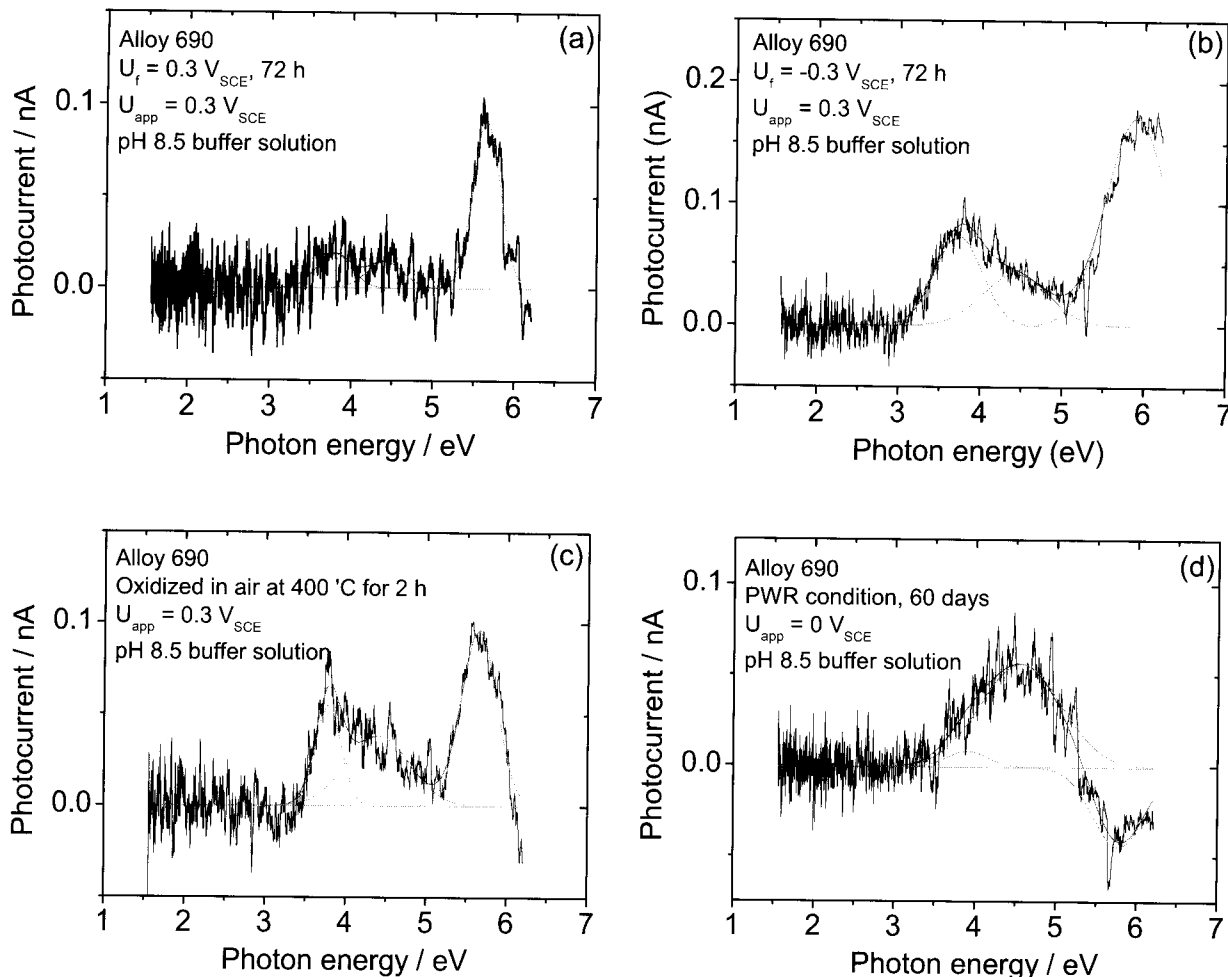 (a)
Alloy 690
U_f = 0.3 V_SCE, 72 h
U_app = 0.3 V_SCE
pH 8.5 buffer solution
0.1
0.0
Photocurrent / nA
1 2 3 4 5 6 7
Photon energy / eV
(b)
Alloy 690
U_f = -0.3 V_SCE, 72 h
U_app = 0.3 V_SCE
pH 8.5 buffer solution
0.2
0.1
0.0
Photocurrent (nA)
1 2 3 4 5 6 7
Photon energy (eV)
(c)
Alloy 690
Oxidized in air at 400 'C for 2 h
U_app = 0.3 V_SCE
pH 8.5 buffer solution
0.1
0.0
Photocurrent / nA
1 2 3 4 5 6 7
Photon energy / eV
(d)
Alloy 690
PWR condition, 60 days
U_app = 0 V_SCE
pH 8.5 buffer solution
0.1
0.0
Photocurrent / nA
1 2 3 4 5 6 7
Photon energy / eV